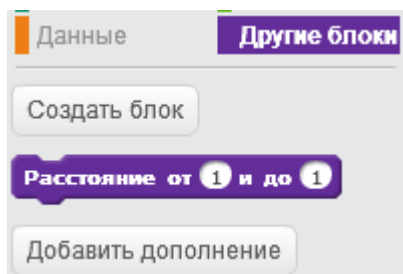 Данные Другие блоки
Создать блок
Расстояние от 1 и до 1
Добавить дополнение